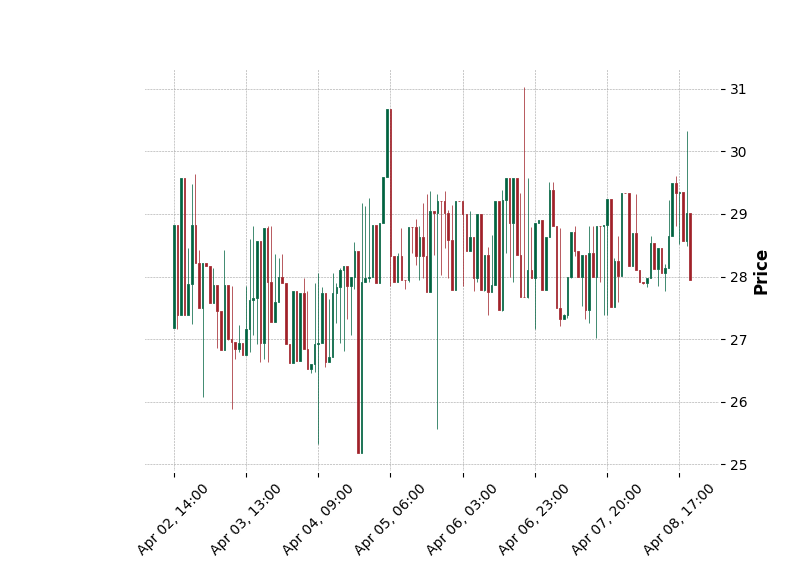 31
30
29
28
27
26
25
Price
Apr 02, 14:00
Apr 03, 13:00
Apr 04, 09:00
Apr 05, 06:00
Apr 06, 03:00
Apr 06, 23:00
Apr 07, 20:00
Apr 08, 17:00